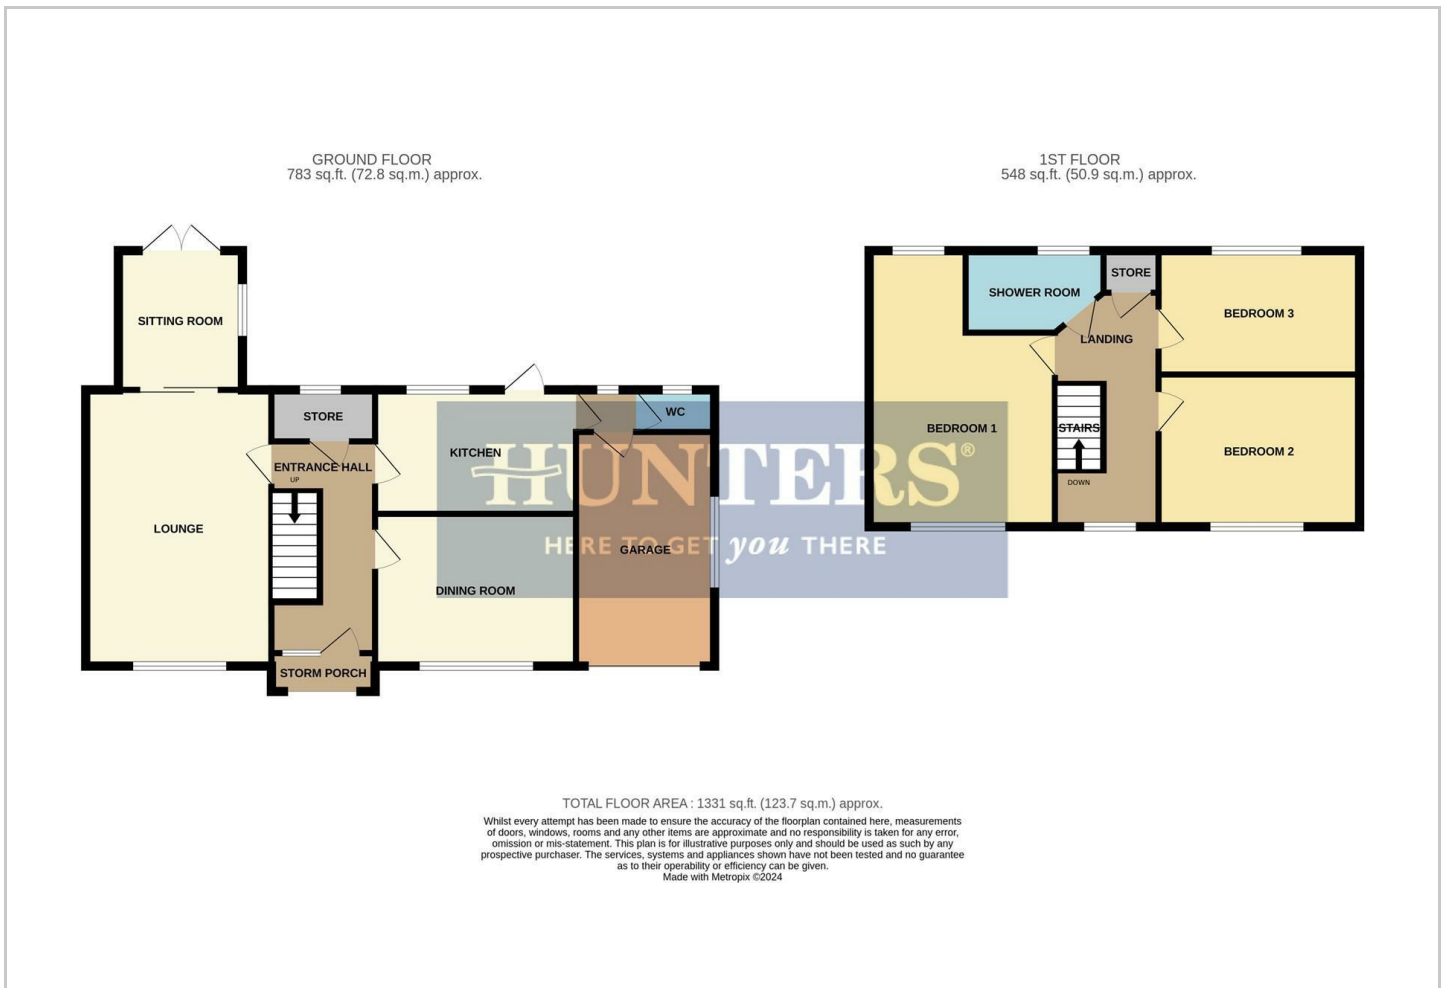 GROUND FLOOR
783 sq.ft. (72.8 sq.m.) approx.
1ST FLOOR
548 sq.ft. (50.9 sq.m.) approx.
SITTING ROOM
STORE
WC
KITCHEN
ENTRANCE HALL
UP
LOUNGE
GARAGE
DINING ROOM
STORM PORCH
STORE
SHOWER ROOM
BEDROOM 3
LANDING
BEDROOM 1
STAIRS
BEDROOM 2
DOWN
HUNTERS®
HERE TO GET you THERE
TOTAL FLOOR AREA : 1331 sq.ft. (123.7 sq.m.) approx.
Whilst every attempt has been made to ensure the accuracy of the floorplan contained here, measurements
of doors, windows, rooms and any other items are approximate and no responsibility is taken for any error,
omission or mis-statement. This plan is for illustrative purposes only and should be used as such by any
prospective purchaser. The services, systems and appliances shown have not been tested and no guarantee
as to their operability or efficiency can be given.
Made with Metropix ©2024